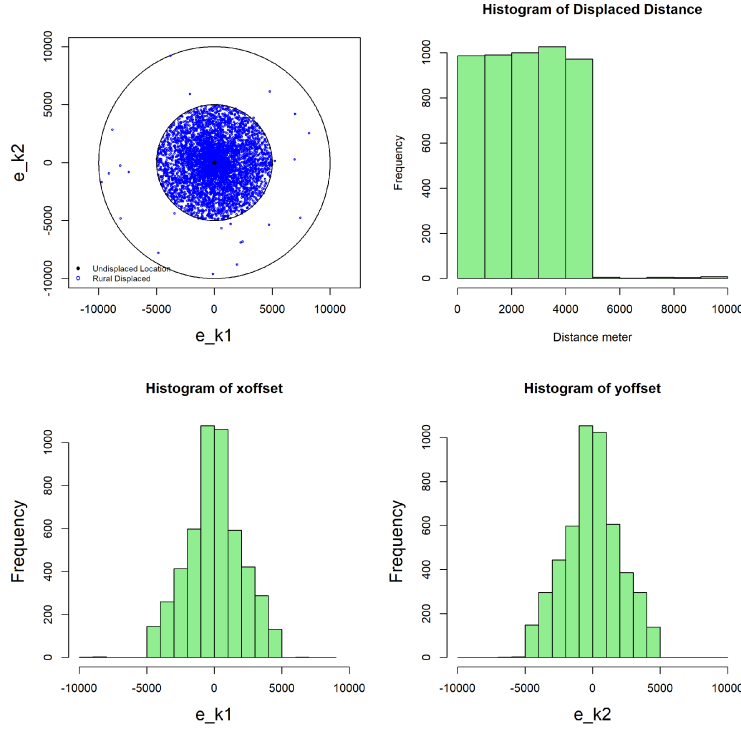 Histogram of Displaced Distance
e_k2
10000
5000
0
-5000
-10000
Undisplaced Location
Rural Displaced
-10000 -5000 0 5000 10000
e_k1
Frequency
1000
800
600
400
200
0
0 2000 4000 6000 8000 10000
Distance meter
Histogram of xoffset
Frequency
1000
800
600
400
200
0
-10000 -5000 0 5000 10000
e_k1
Histogram of yoffset
Frequency
1000
800
600
400
200
0
-10000 -5000 0 5000 10000
e_k2